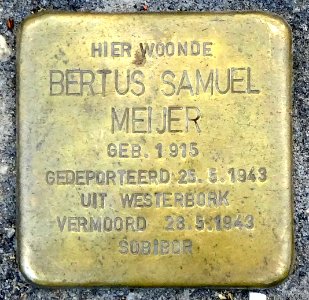 HIER WOONDE
BERTUS SAMUEL
MEIJER
GEB. 1915
GEDEPORTEERD 25.5.1943
UIT WESTERBORK
VERMOORD 28.5.1943
SOBIBOR